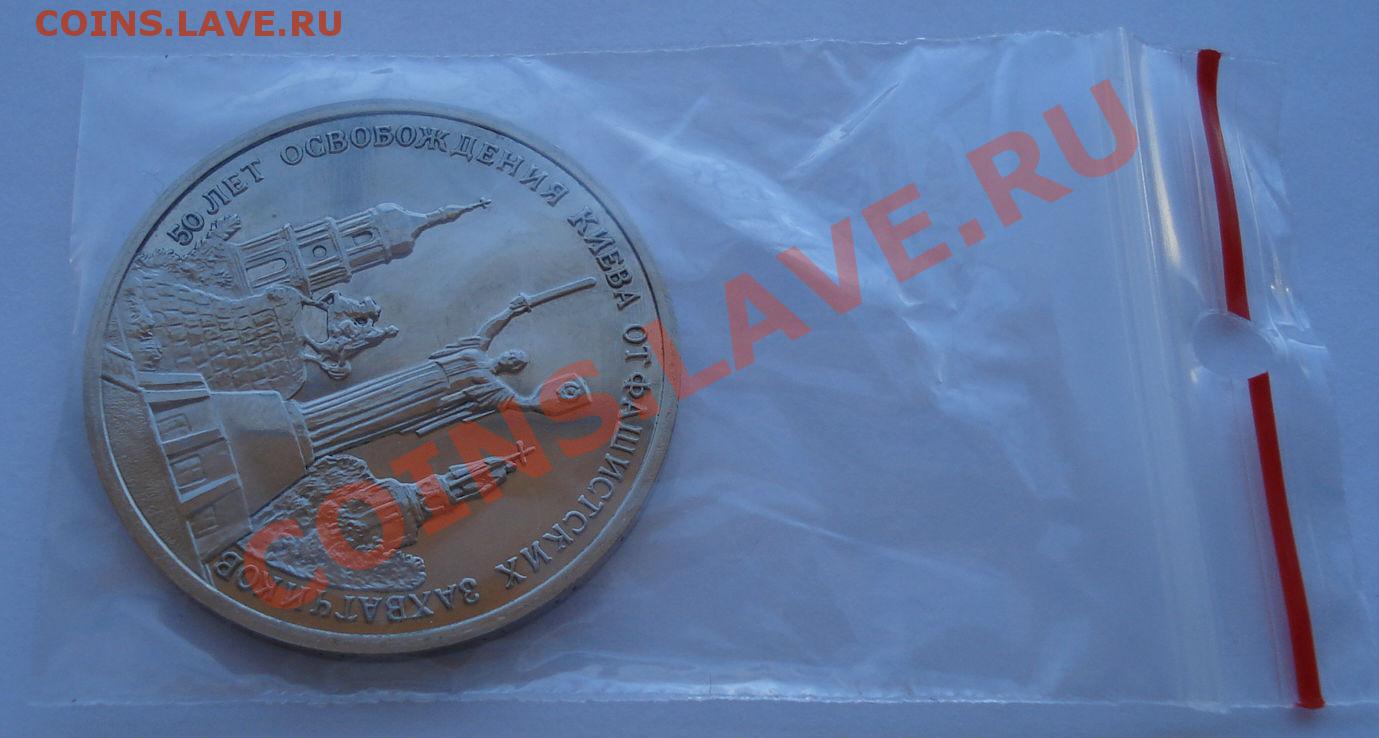 COINS.LAVE.RU
50 ЛЕТ ОСВОБОЖДЕНИЯ КИЕВА ОТ ФАШИСТСКИХ ЗАХВАТЧИКОВ
COINS.LAVE.RU